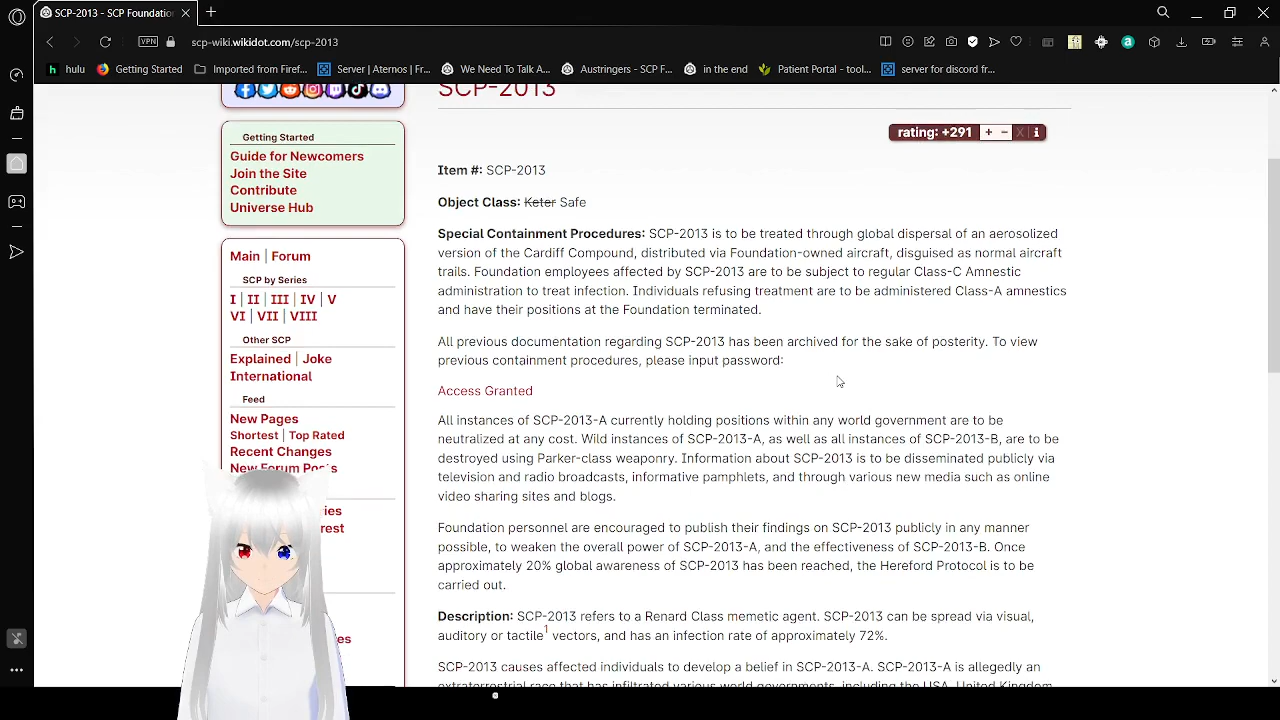 SCP-2013 - SCP Foundation
scp-wiki.wikidot.com/scp-2013
VPN
hulu
Getting Started
Imported from Firef...
Server | Aternos | Fr...
We Need To Talk A...
Austringers - SCP F...
in the end
Patient Portal - tool...
server for discord fr...
SCP-2013
rating: +291 + − X i
Getting Started
Guide for Newcomers
Join the Site
Contribute
Universe Hub
Main | Forum
SCP by Series
I | II | III | IV | V
VI | VII | VIII
Other SCP
Explained | Joke
International
Feed
New Pages
Shortest | Top Rated
Recent Changes
New Forum Posts
Item #: SCP-2013
Object Class: Keter Safe
Special Containment Procedures: SCP-2013 is to be treated through global dispersal of an aerosolized
version of the Cardiff Compound, distributed via Foundation-owned aircraft, disguised as normal aircraft
trails. Foundation employees affected by SCP-2013 are to be subject to regular Class-C Amnestic
administration to treat infection. Individuals refusing treatment are to be administered Class-A amnestics
and have their positions at the Foundation terminated.
All previous documentation regarding SCP-2013 has been archived for the sake of posterity. To view
previous containment procedures, please input password:
Access Granted
All instances of SCP-2013-A currently holding positions within any world government are to be
neutralized at any cost. Wild instances of SCP-2013-A, as well as all instances of SCP-2013-B, are to be
destroyed using Parker-class weaponry. Information about SCP-2013 is to be disseminated publicly via
television and radio broadcasts, informative pamphlets, and through various new media such as online
video sharing sites and blogs.
Foundation personnel are encouraged to publish their findings on SCP-2013 publicly in any manner
possible, to weaken the overall power of SCP-2013-A, and the effectiveness of SCP-2013-B. Once
approximately 20% global awareness of SCP-2013 has been reached, the Hereford Protocol is to be
carried out.
Description: SCP-2013 refers to a Renard Class memetic agent. SCP-2013 can be spread via visual,
auditory or tactile1 vectors, and has an infection rate of approximately 72%.
SCP-2013 causes affected individuals to develop a belief in SCP-2013-A. SCP-2013-A is allegedly an
extraterrestrial race that has infiltrated various world governments, including the USA, United Kingdom